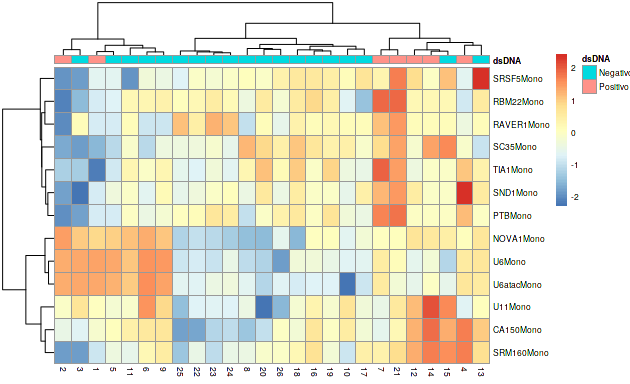 dsDNA
SRSF5Mono
RBM22Mono
RAVER1Mono
SC35Mono
TIA1Mono
SND1Mono
PTBMono
NOVA1Mono
U6Mono
U6atacMono
U11Mono
CA150Mono
SRM160Mono
2 3 1 5 11 6 9 25 22 23 24 8 20 26 18 16 19 10 17 7 21 12 14 15 4 13
2
1
0
-1
-2
dsDNA
Negativo
Positivo